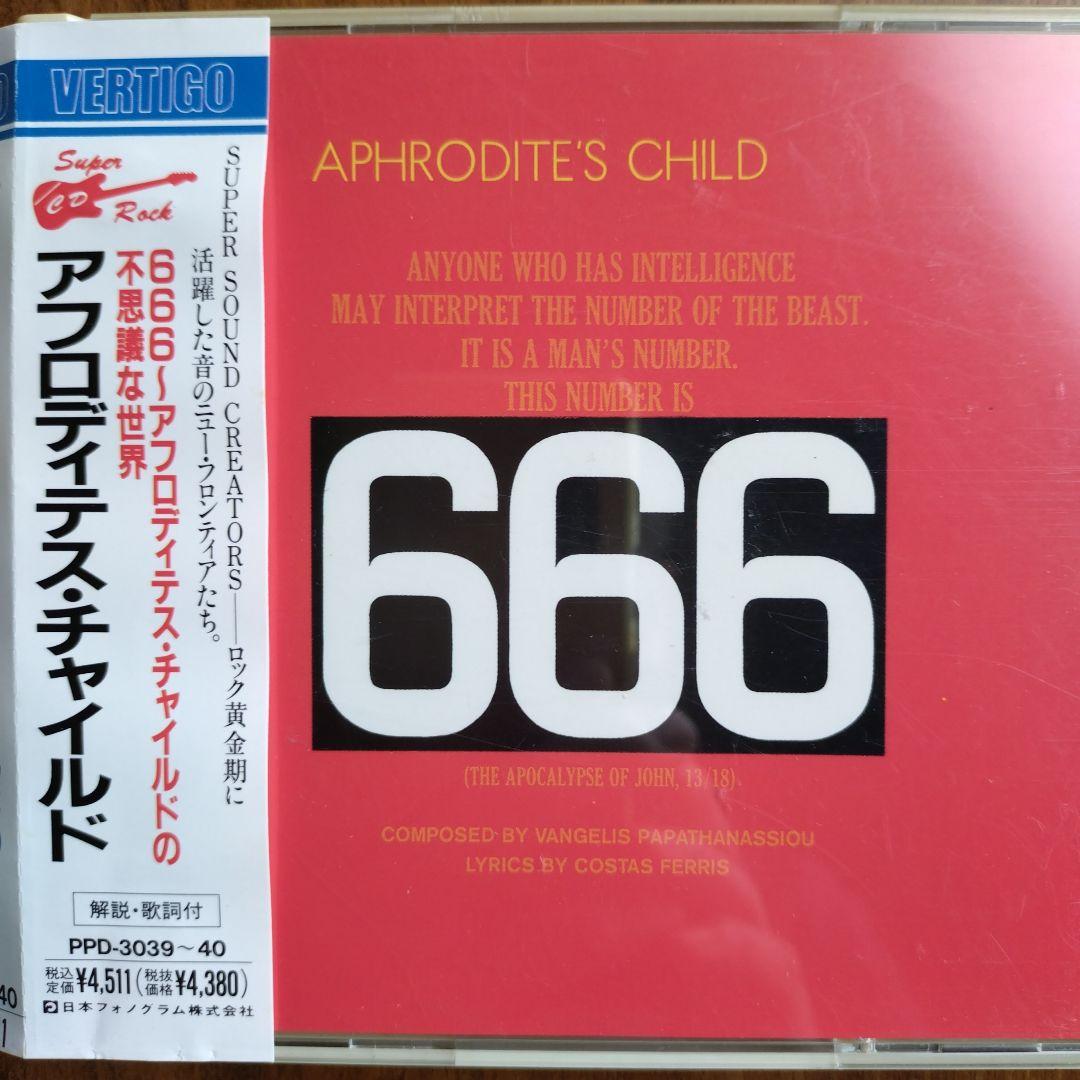 VERTIGO
Super
CD
Rock
SUPER SOUND CREATORS——ロック黄金期に
活躍した音のニュー・フロンティアたち。
666～アフロディテス・チャイルドの
不思議な世界
アフロディテス・チャイルド
解説・歌詞付
PPD-3039～40
税込定価¥4,511(税抜価格¥4,380)
日本フォノグラム株式会社
40
1
APHRODITE'S CHILD
ANYONE WHO HAS INTELLIGENCE
MAY INTERPRET THE NUMBER OF THE BEAST.
IT IS A MAN'S NUMBER.
THIS NUMBER IS
666
(THE APOCALYPSE OF JOHN, 13/18).
COMPOSED BY VANGELIS PAPATHANASSIOU
LYRICS BY COSTAS FERRIS